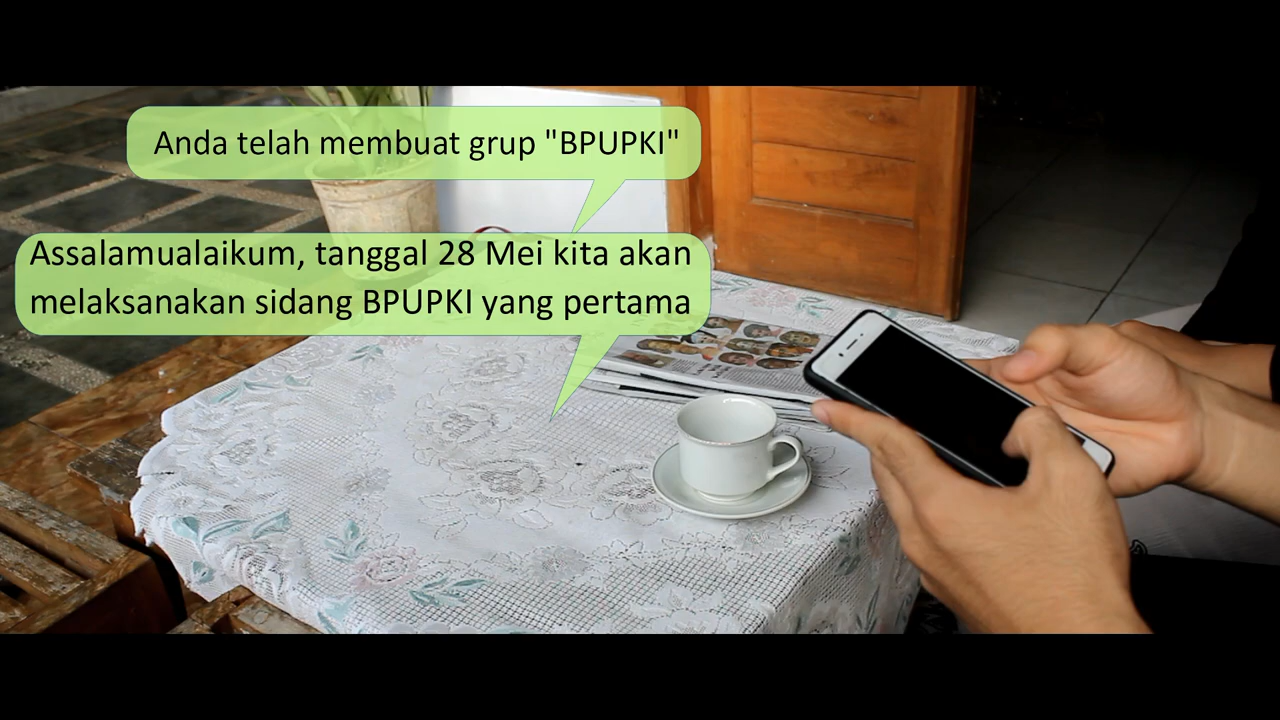 Anda telah membuat grup "BPUPKI"
Assalamualaikum, tanggal 28 Mei kita akan
melaksanakan sidang BPUPKI yang pertama